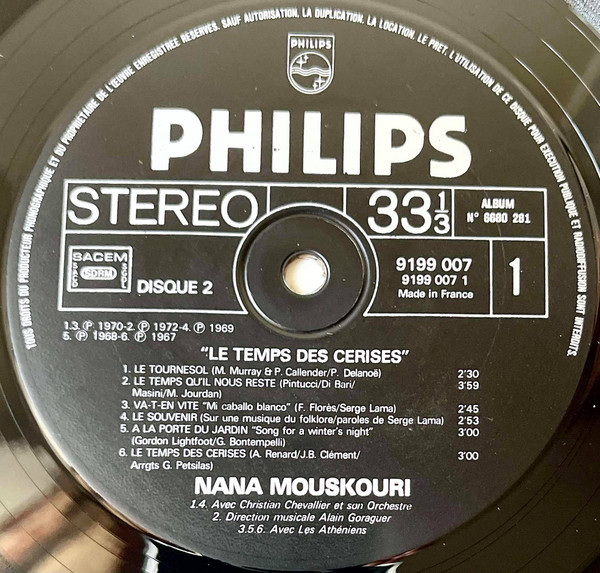 TOUS DROITS DU PRODUCTEUR PHONOGRAPHIQUE ET DU PROPRIETAIRE DE L'ŒUVRE ENREGISTREE RESERVES. SAUF AUTORISATION. LA DUPLICATION. LA LOCATION. LE PRET. L'UTILISATION DE CE DISQUE POUR EXECUTION PUBLIQUE ET RADIODIFFUSION SONT INTERDITES.
PHILIPS
PHILIPS
STEREO
33 1/3
ALBUM
N° 6680 281
SACEM
SDRM
SACD
SGDL
DISQUE 2
9199 007
9199 007 1
Made in France
1
1.3. ℗ 1970-2. ℗ 1972-4. ℗ 1969
5. ℗ 1968-6. ℗ 1967
"LE TEMPS DES CERISES"
1. LE TOURNESOL (M. Murray & P. Callender/P. Delanoë) 2'30
2. LE TEMPS QU'IL NOUS RESTE (Pintucci/Di Bari/ 3'59
Masini/M. Jourdan)
3. VA-T-EN VITE "Mi caballo blanco" (F. Florès/Serge Lama) 2'45
4. LE SOUVENIR (Sur une musique du folklore/paroles de Serge Lama) 2'53
5. A LA PORTE DU JARDIN "Song for a winter's night" 3'00
(Gordon Lightfoot/G. Bontempelli)
6. LE TEMPS DES CERISES (A. Renard/J.B. Clément/ 3'00
Arrgts G. Petsilas)
NANA MOUSKOURI
1.4. Avec Christian Chevallier et son Orchestre
2. Direction musicale Alain Goraguer
3.5.6. Avec Les Athéniens